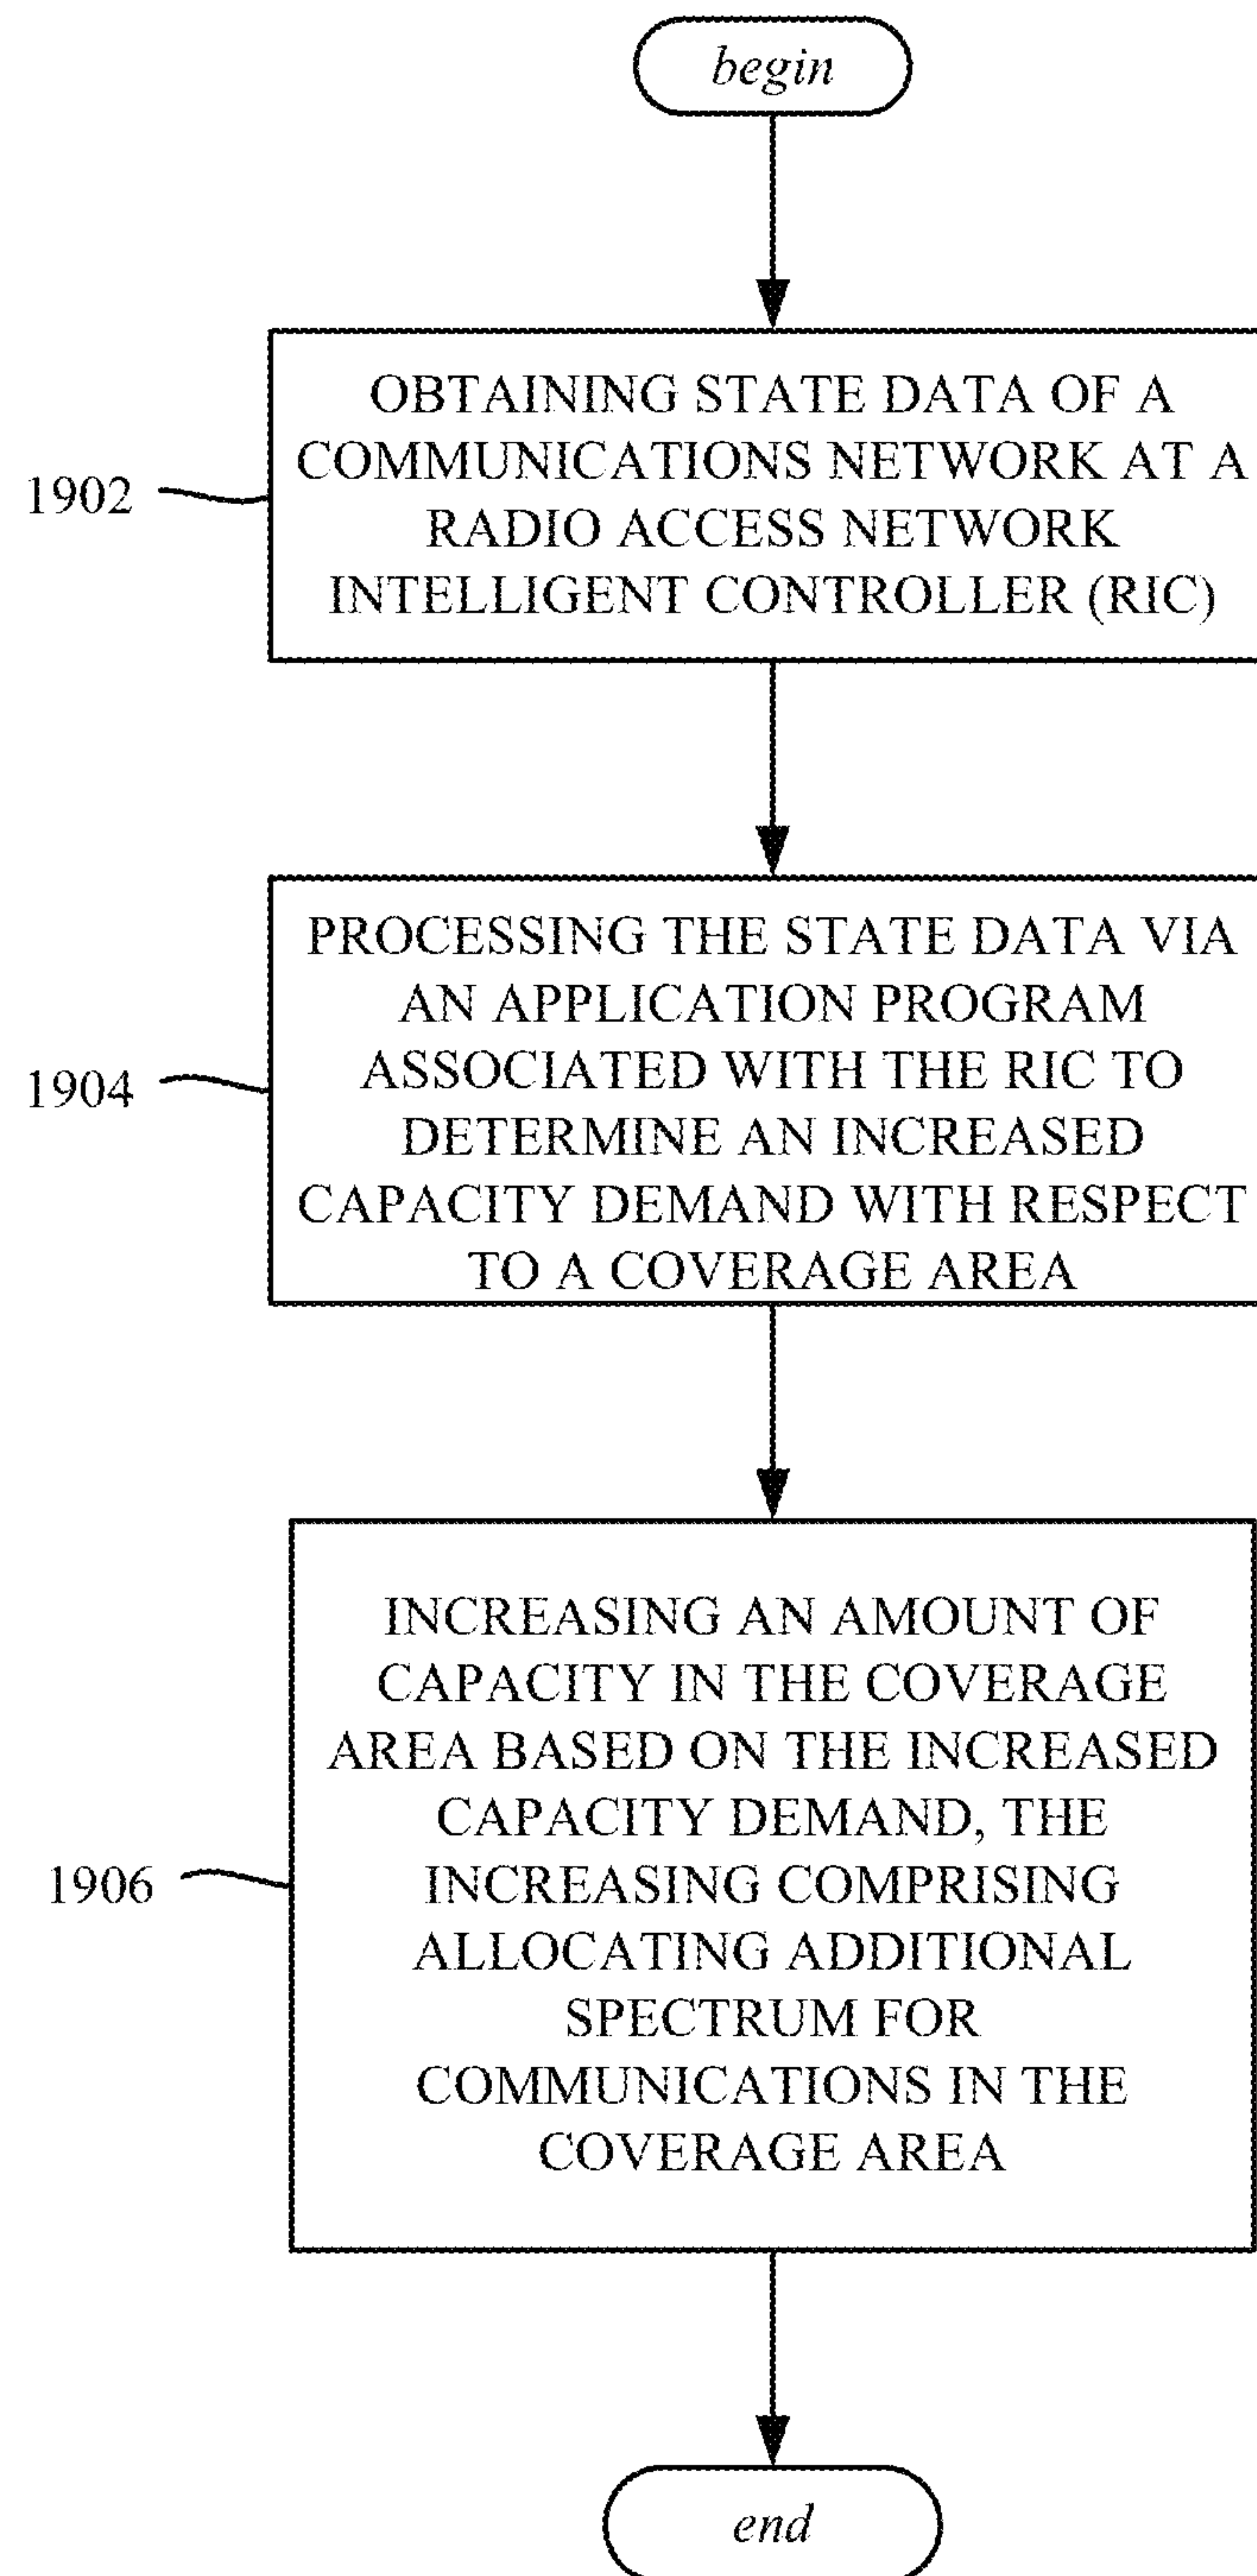 begin
1902
OBTAINING STATE DATA OF A
COMMUNICATIONS NETWORK AT A
RADIO ACCESS NETWORK
INTELLIGENT CONTROLLER (RIC)
1904
PROCESSING THE STATE DATA VIA
AN APPLICATION PROGRAM
ASSOCIATED WITH THE RIC TO
DETERMINE AN INCREASED
CAPACITY DEMAND WITH RESPECT
TO A COVERAGE AREA
1906
INCREASING AN AMOUNT OF
CAPACITY IN THE COVERAGE
AREA BASED ON THE INCREASED
CAPACITY DEMAND, THE
INCREASING COMPRISING
ALLOCATING ADDITIONAL
SPECTRUM FOR
COMMUNICATIONS IN THE
COVERAGE AREA
end